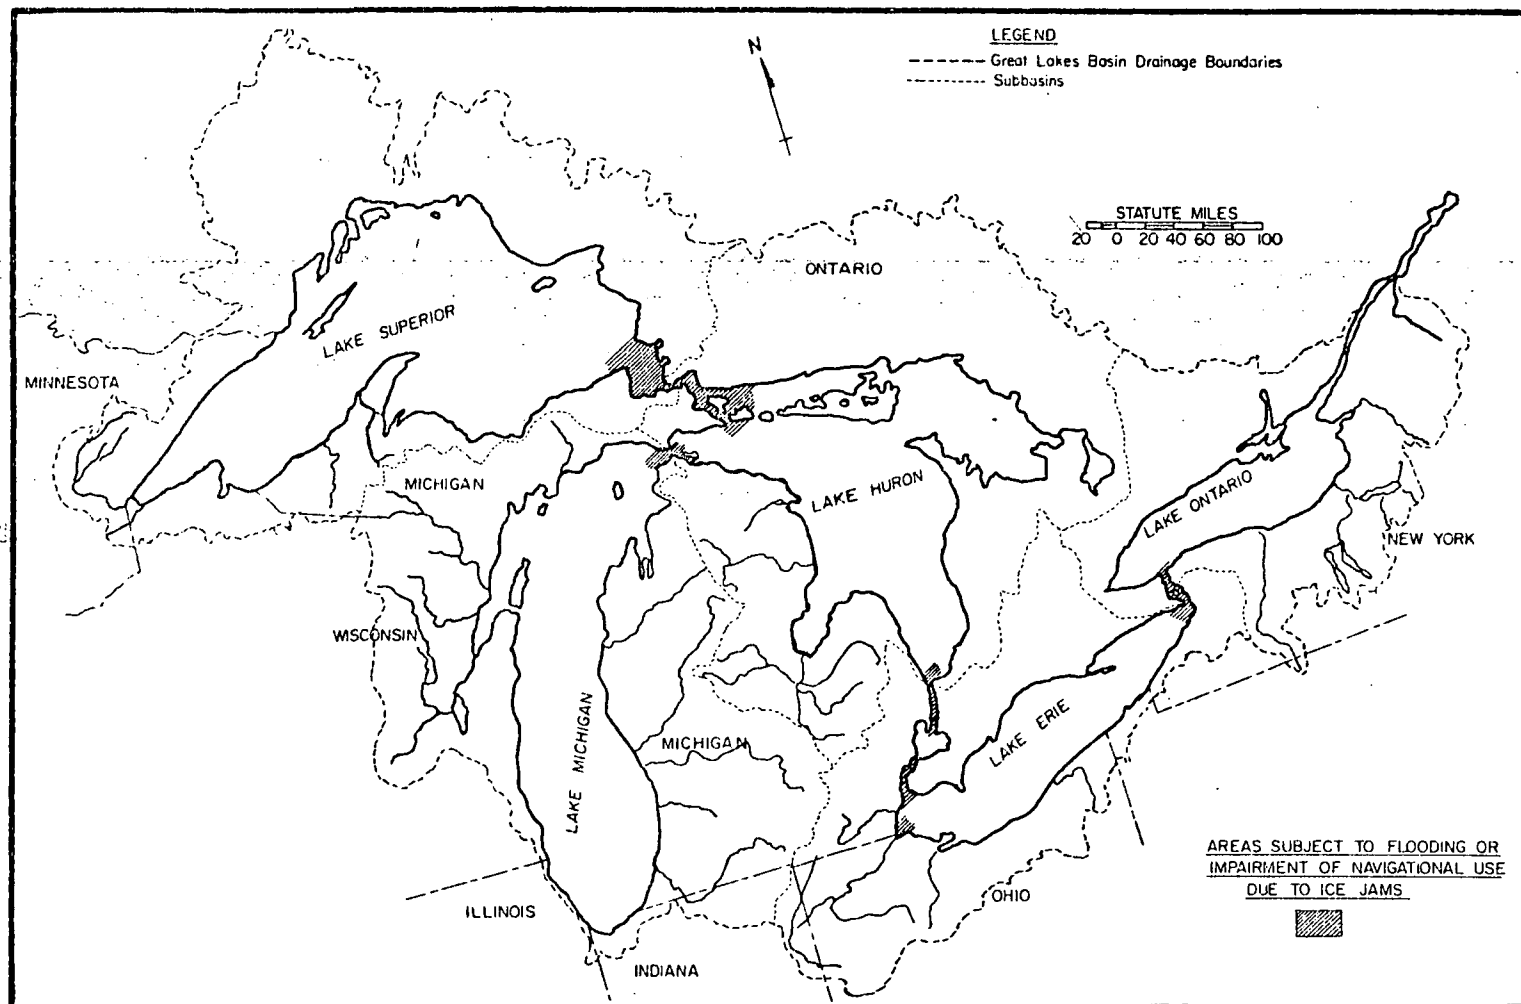 LEGEND
Great Lakes Basin Drainage Boundaries
Subbasins
N
STATUTE MILES
20 0 20 40 60 80 100
ONTARIO
LAKE SUPERIOR
MINNESOTA
MICHIGAN
LAKE HURON
LAKE ONTARIO
NEW YORK
WISCONSIN
LAKE MICHIGAN
MICHIGAN
LAKE ERIE
AREAS SUBJECT TO FLOODING OR
IMPAIRMENT OF NAVIGATIONAL USE
DUE TO ICE JAMS
ILLINOIS
OHIO
INDIANA